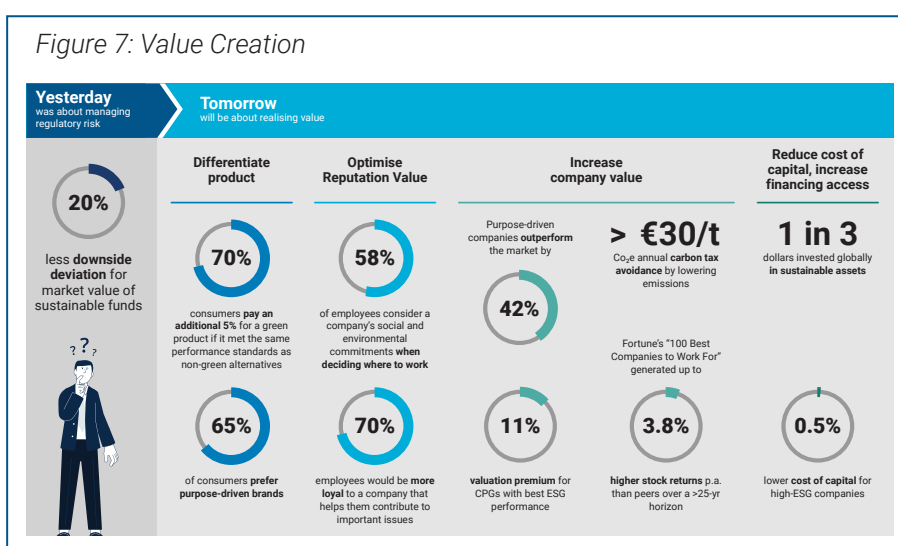 Figure 7: Value Creation
Yesterday
was about managing
regulatory risk
Tomorrow
will be about realising value
20%
less downside
deviation for
market value of
sustainable funds
???
Differentiate
product
70%
consumers pay an
additional 5% for a green
product if it met the same
performance standards as
non-green alternatives
65%
of consumers prefer
purpose-driven brands
Optimise
Reputation Value
58%
of employees consider a
company's social and
environmental
commitments when
deciding where to work
70%
employees would be more
loyal to a company that
helps them contribute to
important issues
Increase
company value
Purpose-driven
companies outperform
the market by
42%
11%
valuation premium for
CPGs with best ESG
performance
> €30/t
Co₂e annual carbon tax
avoidance by lowering
emissions
Fortune's "100 Best
Companies to Work For"
generated up to
3.8%
higher stock returns p.a.
than peers over a >25-yr
horizon
Reduce cost of
capital, increase
financing access
1 in 3
dollars invested globally
in sustainable assets
0.5%
lower cost of capital for
high-ESG companies